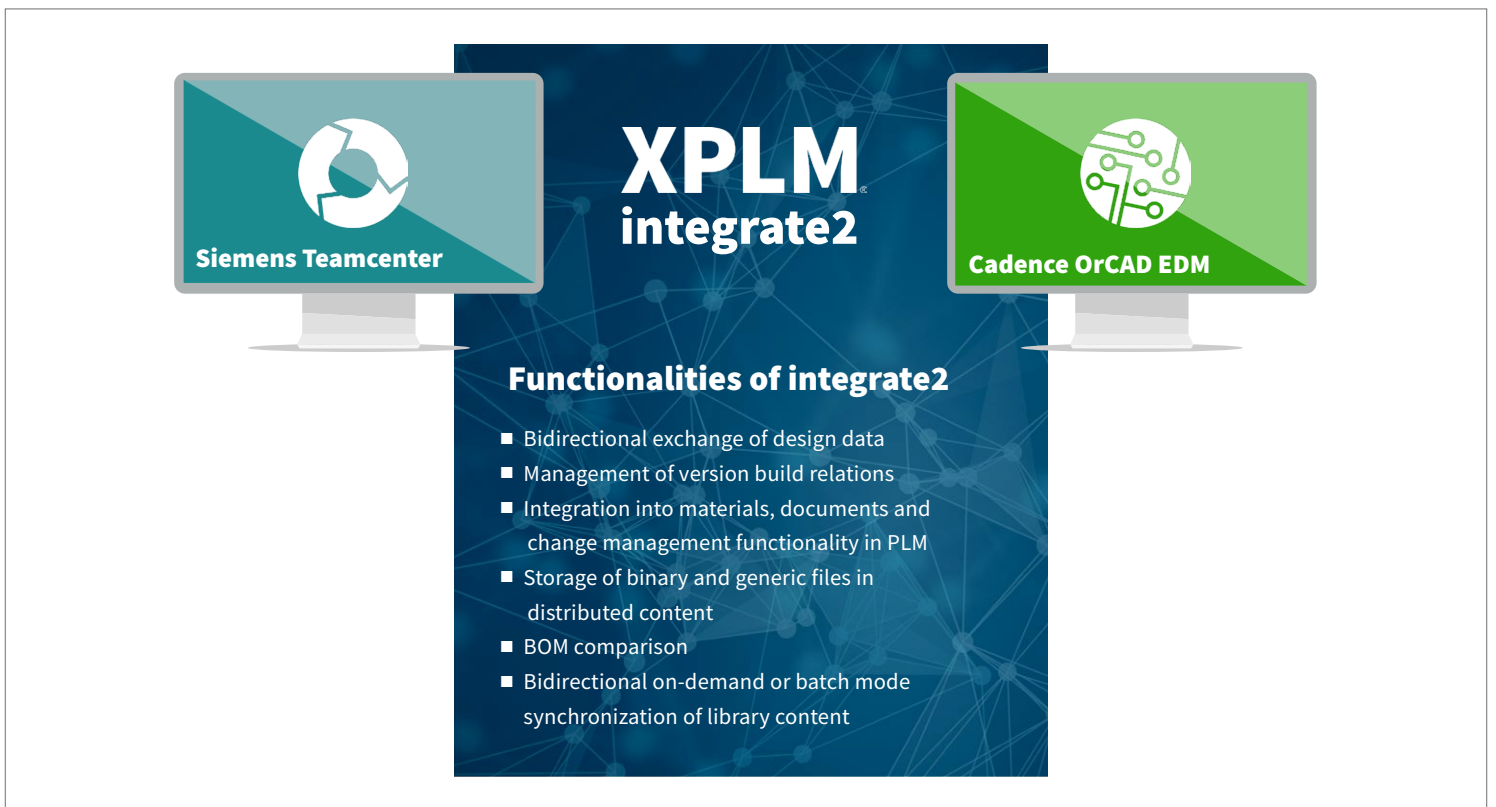 XPLM®
integrate2
Siemens Teamcenter
Cadence OrCAD EDM
Functionalities of integrate2
■ Bidirectional exchange of design data
■ Management of version build relations
■ Integration into materials, documents and
change management functionality in PLM
■ Storage of binary and generic files in
distributed content
■ BOM comparison
■ Bidirectional on-demand or batch mode
synchronization of library content